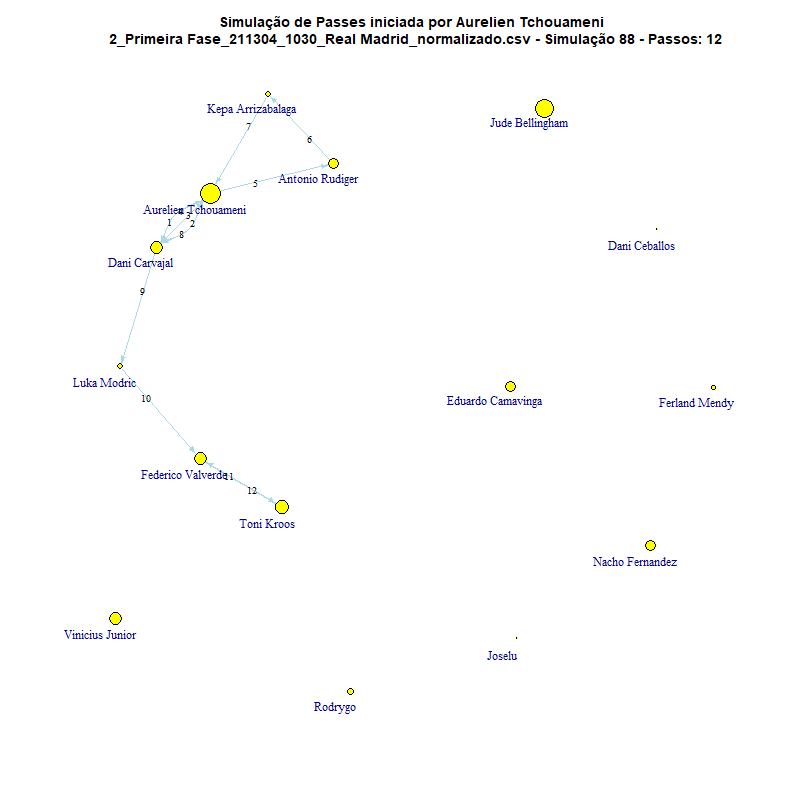 Simulação de Passes iniciada por Aurelien Tchouameni
2_Primeira Fase_211304_1030_Real Madrid_normalizado.csv - Simulação 88 - Passos: 12
Kepa Arrizabalaga
Jude Bellingham
7
6
Antonio Rudiger
5
Aurelien Tchouameni
4
3
1
2
8
Dani Ceballos
Dani Carvajal
9
Luka Modric
10
Eduardo Camavinga
Ferland Mendy
Federico Valverde
11
12
Toni Kroos
Nacho Fernandez
Vinicius Junior
Joselu
Rodrygo